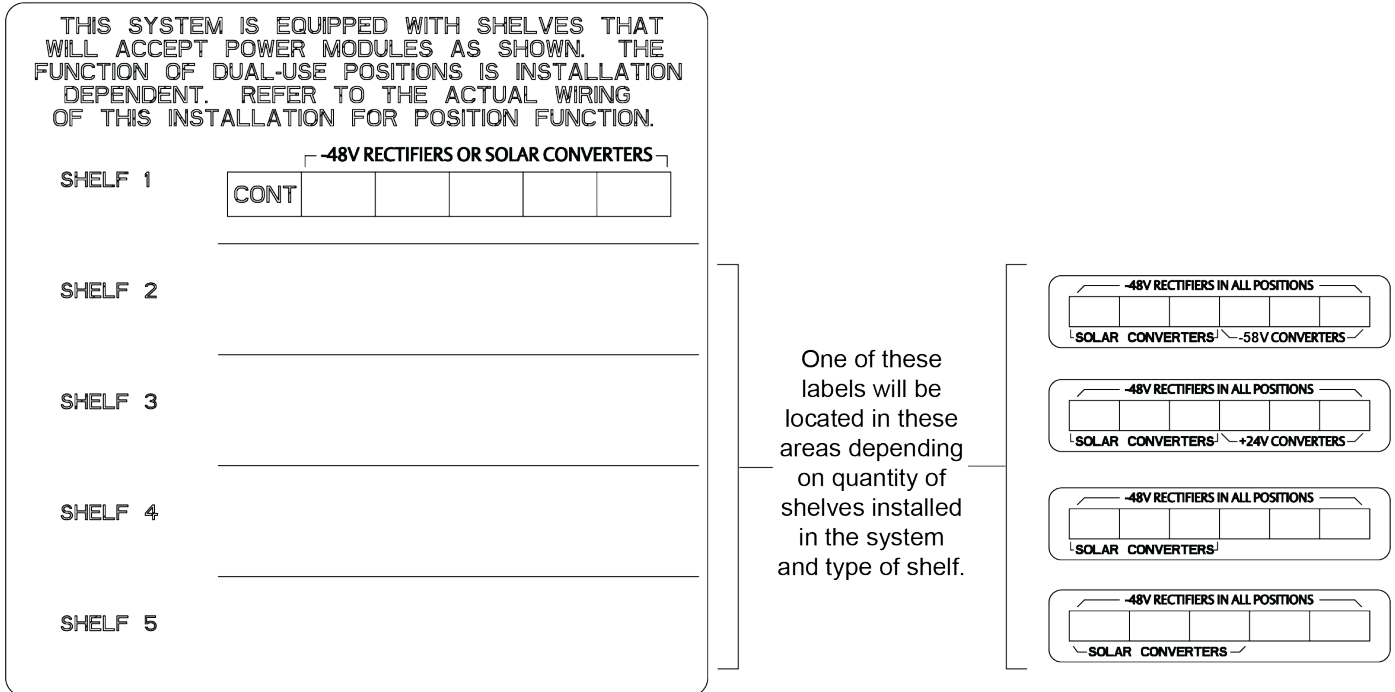 THIS SYSTEM IS EQUIPPED WITH SHELVES THAT
WILL ACCEPT POWER MODULES AS SHOWN. THE
FUNCTION OF DUAL-USE POSITIONS IS INSTALLATION
DEPENDENT. REFER TO THE ACTUAL WIRING
OF THIS INSTALLATION FOR POSITION FUNCTION.
-48V RECTIFIERS OR SOLAR CONVERTERS
SHELF 1
CONT
SHELF 2
SHELF 3
SHELF 4
SHELF 5
One of these
labels will be
located in these
areas depending
on quantity of
shelves installed
in the system
and type of shelf.
-48V RECTIFIERS IN ALL POSITIONS
SOLAR CONVERTERS -58V CONVERTERS
-48V RECTIFIERS IN ALL POSITIONS
SOLAR CONVERTERS +24V CONVERTERS
-48V RECTIFIERS IN ALL POSITIONS
SOLAR CONVERTERS
-48V RECTIFIERS IN ALL POSITIONS
SOLAR CONVERTERS